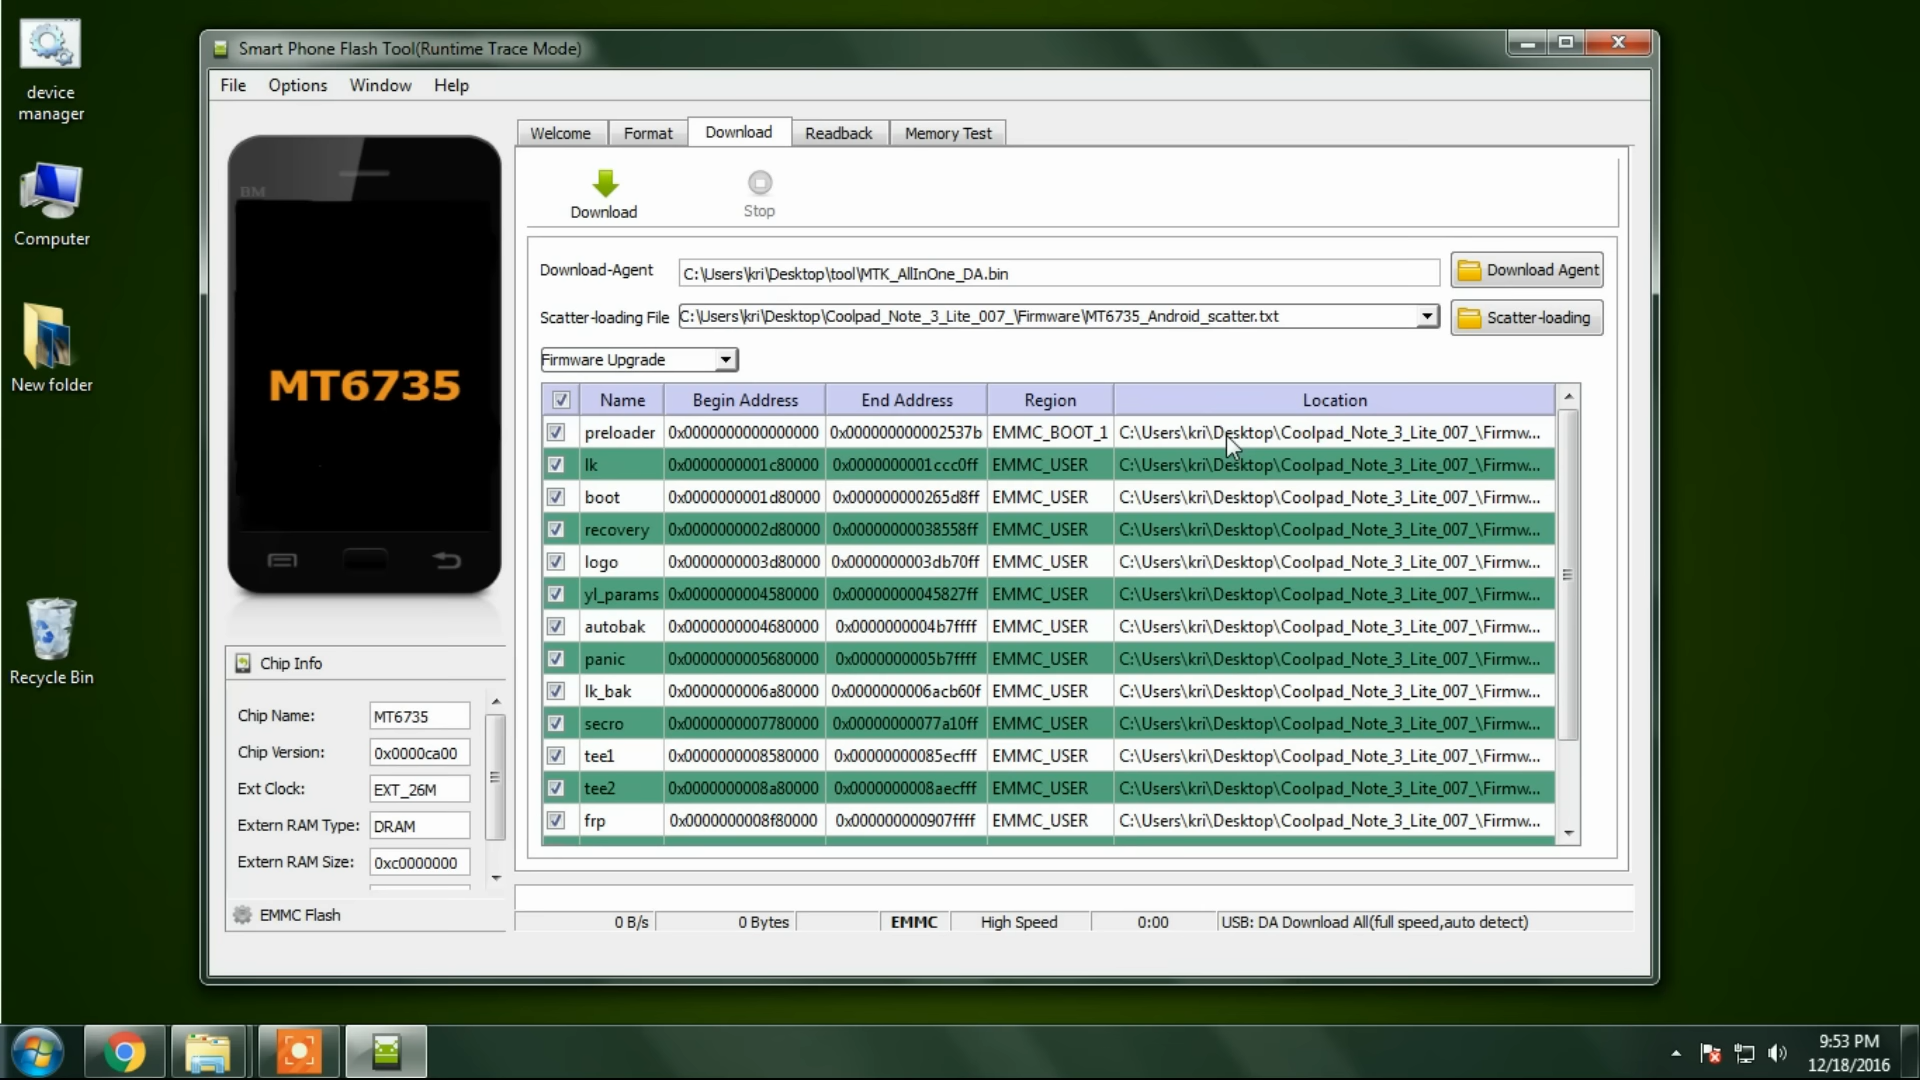 device
manager
Computer
New folder
Recycle Bin
Smart Phone Flash Tool(Runtime Trace Mode)
File Options Window Help
BM
MT6735
Chip Info
Chip Name: MT6735
Chip Version: 0x0000ca00
Ext Clock: EXT_26M
Extern RAM Type: DRAM
Extern RAM Size: 0xc0000000
EMMC Flash
Welcome Format Download Readback Memory Test
Download Stop
Download-Agent C:\Users\kri\Desktop\tool\MTK_AllInOne_DA.bin Download Agent
Scatter-loading File C:\Users\kri\Desktop\Coolpad_Note_3_Lite_007_\Firmware\MT6735_Android_scatter.txt Scatter-loading
Firmware Upgrade
Name Begin Address End Address Region Location
preloader 0x0000000000000000 0x000000000002537b EMMC_BOOT_1 C:\Users\kri\Desktop\Coolpad_Note_3_Lite_007_\Firmw...
lk 0x0000000001c80000 0x0000000001ccc0ff EMMC_USER C:\Users\kri\Desktop\Coolpad_Note_3_Lite_007_\Firmw...
boot 0x0000000001d80000 0x000000000265d8ff EMMC_USER C:\Users\kri\Desktop\Coolpad_Note_3_Lite_007_\Firmw...
recovery 0x0000000002d80000 0x00000000038558ff EMMC_USER C:\Users\kri\Desktop\Coolpad_Note_3_Lite_007_\Firmw...
logo 0x0000000003d80000 0x0000000003db70ff EMMC_USER C:\Users\kri\Desktop\Coolpad_Note_3_Lite_007_\Firmw...
yl_params 0x0000000004580000 0x00000000045827ff EMMC_USER C:\Users\kri\Desktop\Coolpad_Note_3_Lite_007_\Firmw...
autobak 0x0000000004680000 0x0000000004b7ffff EMMC_USER C:\Users\kri\Desktop\Coolpad_Note_3_Lite_007_\Firmw...
panic 0x0000000005680000 0x0000000005b7ffff EMMC_USER C:\Users\kri\Desktop\Coolpad_Note_3_Lite_007_\Firmw...
lk_bak 0x0000000006a80000 0x0000000006acb60f EMMC_USER C:\Users\kri\Desktop\Coolpad_Note_3_Lite_007_\Firmw...
secro 0x0000000007780000 0x00000000077a10ff EMMC_USER C:\Users\kri\Desktop\Coolpad_Note_3_Lite_007_\Firmw...
tee1 0x0000000008580000 0x00000000085ecfff EMMC_USER C:\Users\kri\Desktop\Coolpad_Note_3_Lite_007_\Firmw...
tee2 0x0000000008a80000 0x0000000008aecfff EMMC_USER C:\Users\kri\Desktop\Coolpad_Note_3_Lite_007_\Firmw...
frp 0x0000000008f80000 0x000000000907ffff EMMC_USER C:\Users\kri\Desktop\Coolpad_Note_3_Lite_007_\Firmw...
0 B/s 0 Bytes EMMC High Speed 0:00 USB: DA Download All(full speed,auto detect)
9:53 PM
12/18/2016